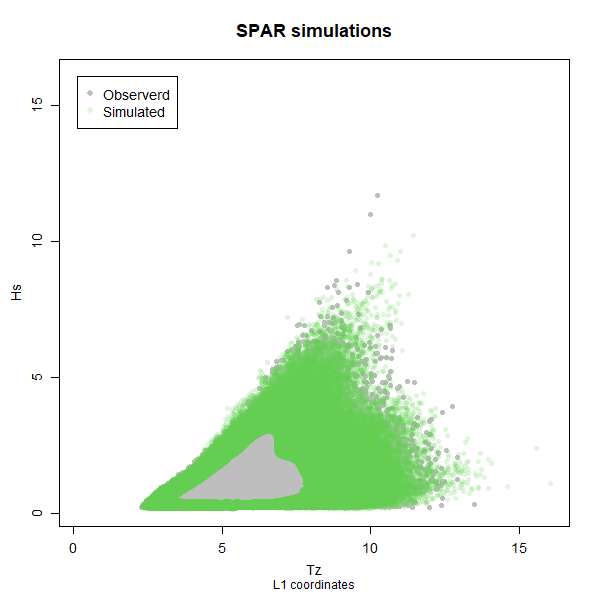 SPAR simulations
Observerd
Simulated
15
10
5
0
Hs
0 5 10 15
Tz
L1 coordinates